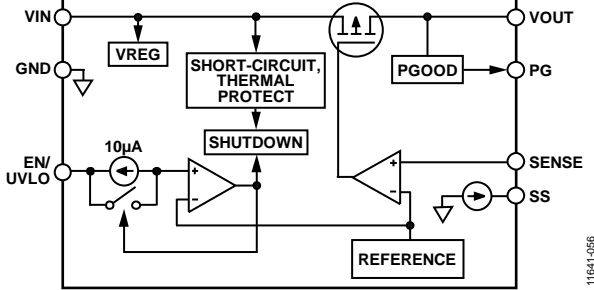 VIN
VOUT
VREG
GND
SHORT-CIRCUIT,
THERMAL
PROTECT
PGOOD
PG
SHUTDOWN
EN/
UVLO
10µA
+
–
+
–
SENSE
SS
REFERENCE
11641-056